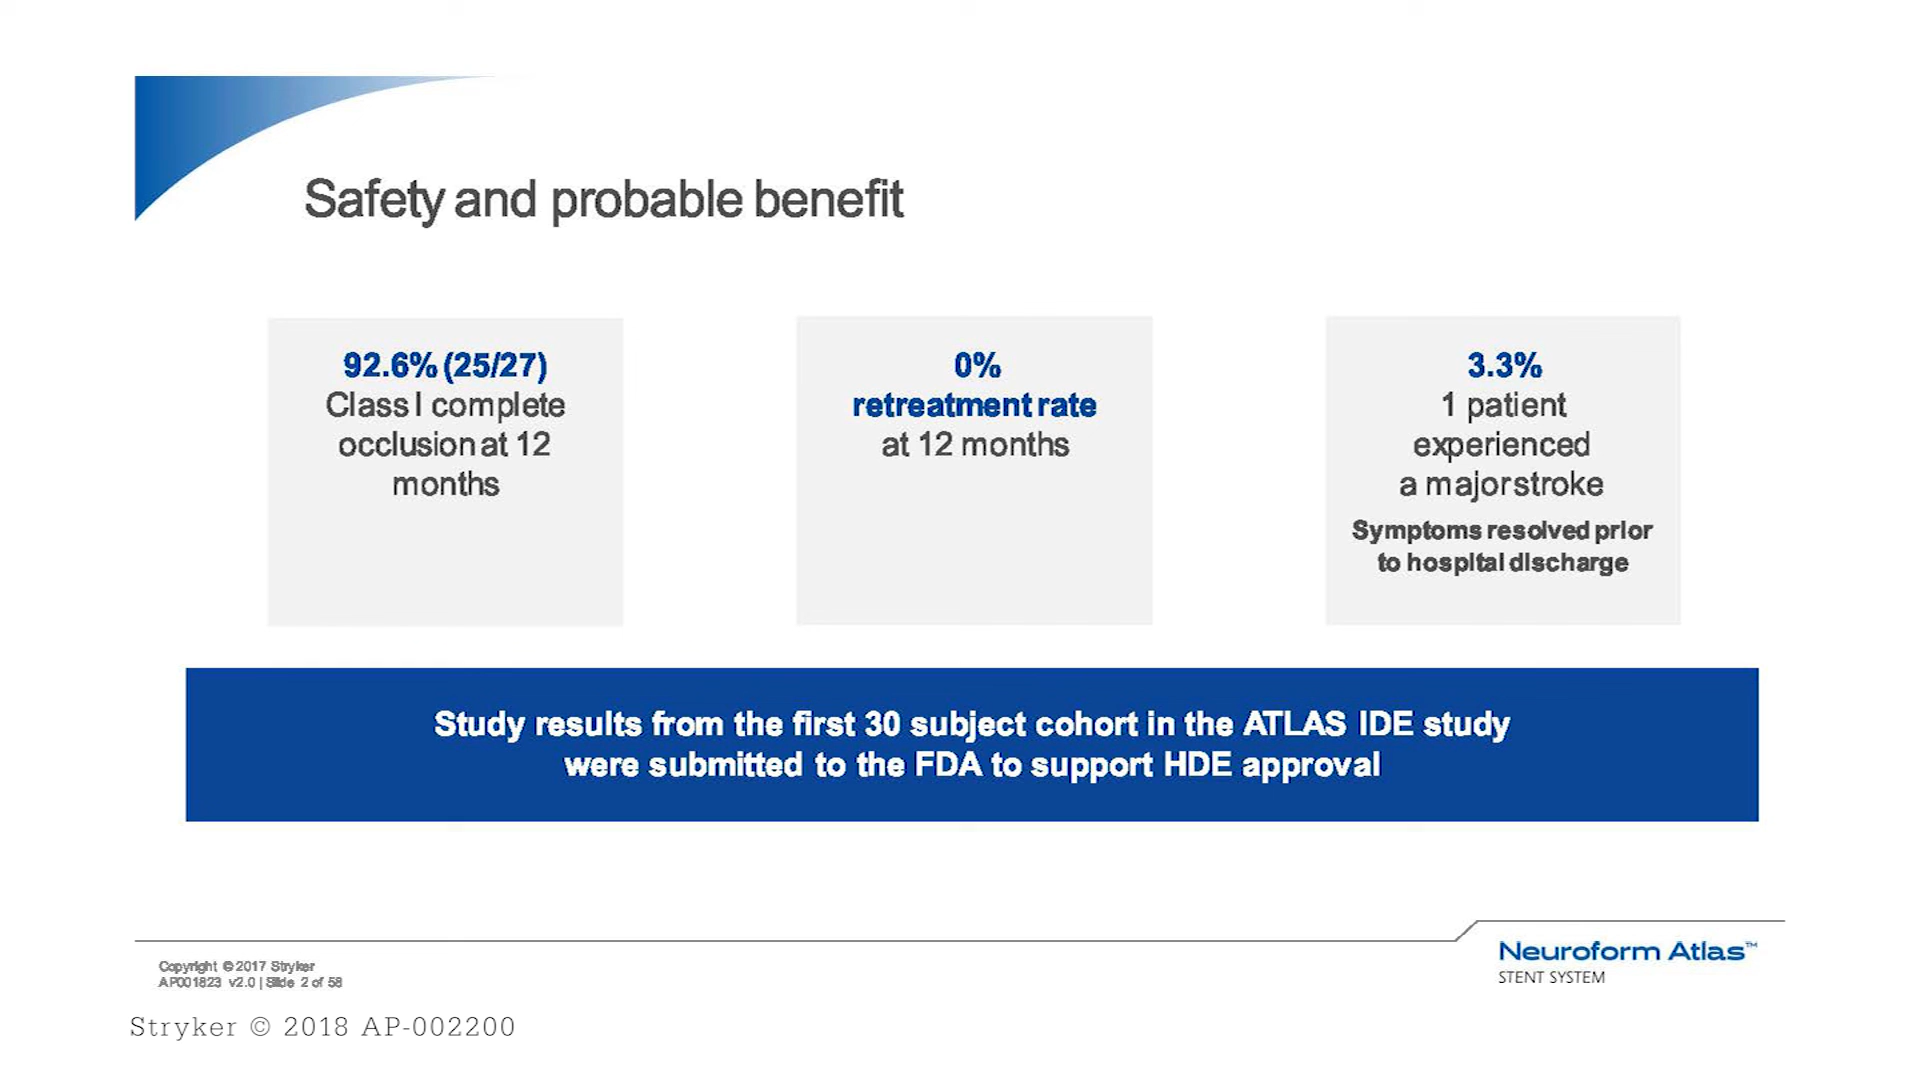 Safety and probable benefit
92.6% (25/27)
Class I complete
occlusion at 12
months
0%
retreatment rate
at 12 months
3.3%
1 patient
experienced
a major stroke
Symptoms resolved prior
to hospital discharge
Study results from the first 30 subject cohort in the ATLAS IDE study
were submitted to the FDA to support HDE approval
Copyright © 2017 Stryker
AP001823 v2.0 | Slide 2 of 58
Neuroform Atlas™
STENT SYSTEM
Stryker © 2018 AP-002200